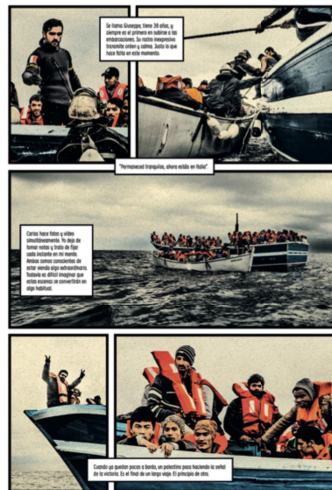 Se llama Giuseppe, tiene 38 años, y
siempre es el primero en subirse a las
embarcaciones. Su rostro inexpresivo
transmite orden y calma. Justo lo que
hace falta en este momento.
"Permaneced tranquilos, ahora estáis en Italia".
Carlos hace fotos y vídeo
simultáneamente. Yo dejo de
tomar notas y trato de fijar
cada instante en mi mente.
Ambos somos conscientes de
estar viendo algo extraordinario.
Todavía es difícil imaginar que
estas escenas se convertirán en
algo habitual.
Cuando ya quedan pocos a bordo, un palestino posa haciendo la señal
de la victoria. Es el final de un largo viaje. El principio de otro.